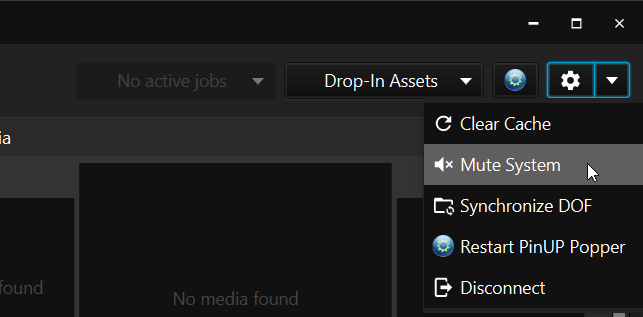 No active jobs
Drop-In Assets
ia
Clear Cache
Mute System
Synchronize DOF
Restart PinUP Popper
Disconnect
found
No media found